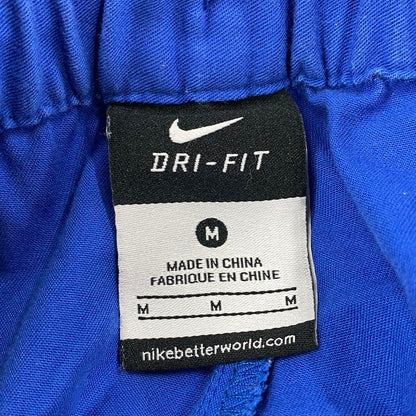 DRI-FIT
M
MADE IN CHINA
FABRIQUE EN CHINE
M M M
nikebetterworld.com